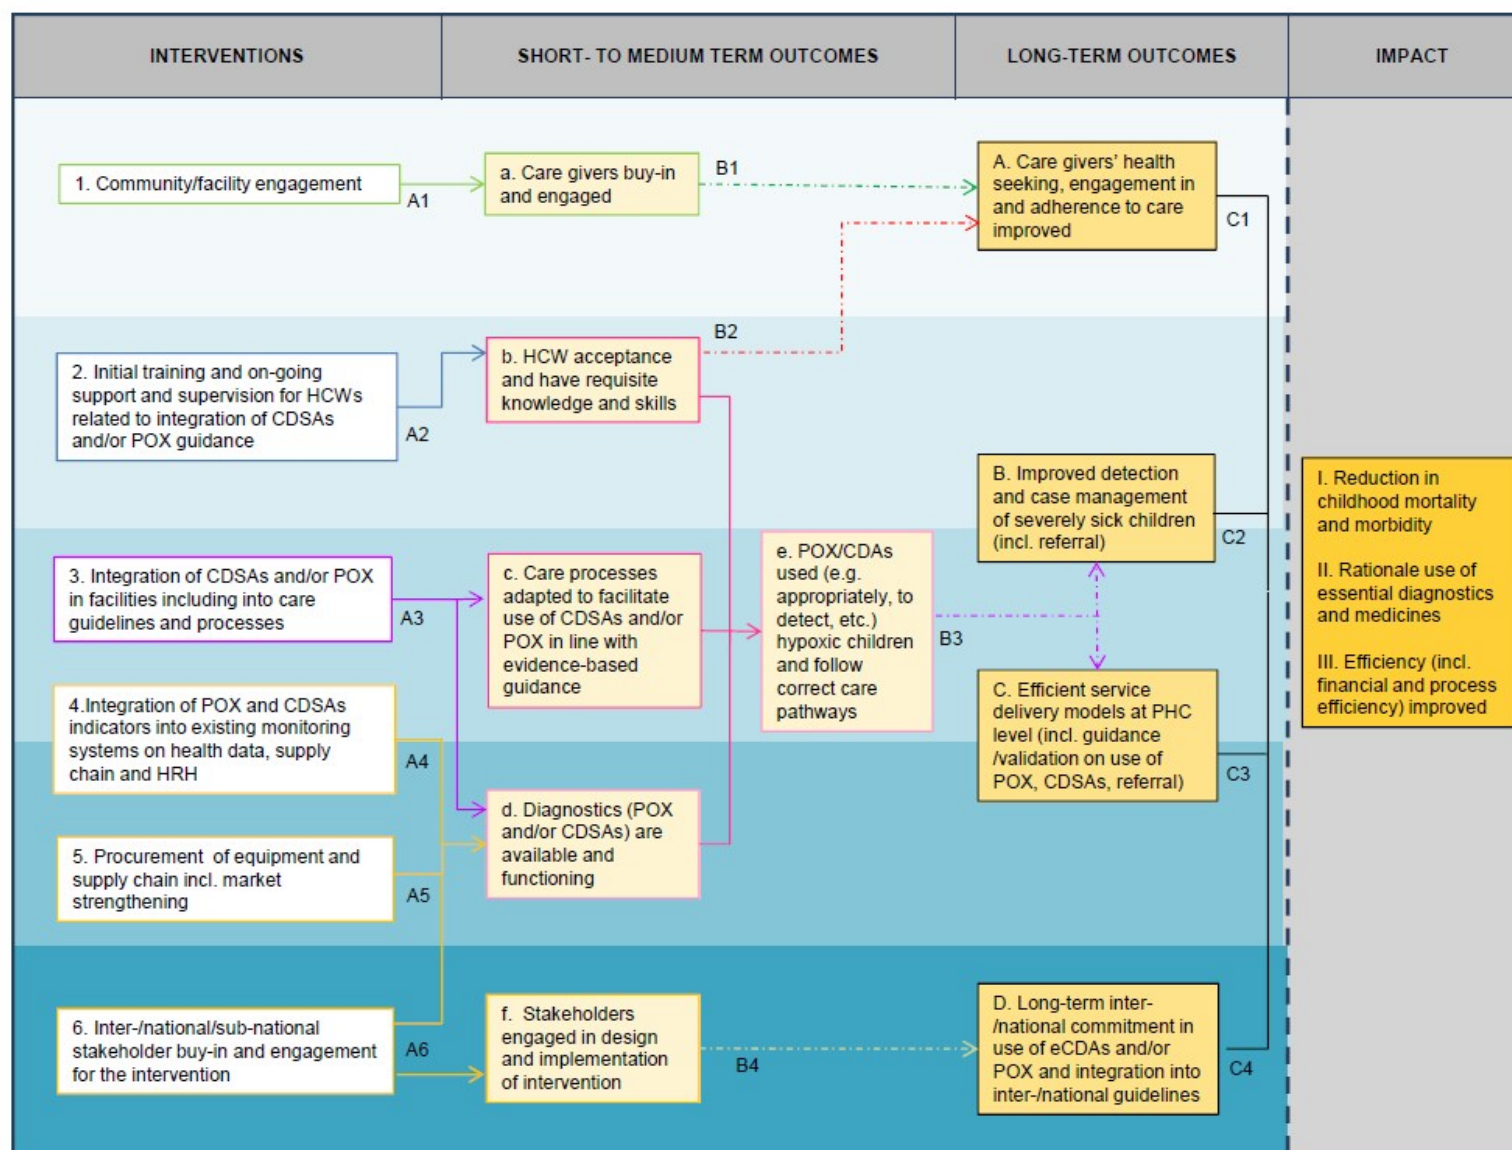 INTERVENTIONS
SHORT- TO MEDIUM TERM OUTCOMES
LONG-TERM OUTCOMES
IMPACT
1. Community/facility engagement
A1
a. Care givers buy-in
and engaged
B1
A. Care givers’ health
seeking, engagement in
and adherence to care
improved
C1
2. Initial training and on-going
support and supervision for HCWs
related to integration of CDSAs
and/or POX guidance
A2
b. HCW acceptance
and have requisite
knowledge and skills
B2
B. Improved detection
and case management
of severely sick children
(incl. referral)
C2
3. Integration of CDSAs and/or POX
in facilities including into care
guidelines and processes
A3
c. Care processes
adapted to facilitate
use of CDSAs and/or
POX in line with
evidence-based
guidance
e. POX/CDAs
used (e.g.
appropriately, to
detect, etc.)
hypoxic children
and follow
correct care
pathways
B3
C. Efficient service
delivery models at PHC
level (incl. guidance
/validation on use of
POX, CDSAs, referral)
C3
4.Integration of POX and CDSAs
indicators into existing monitoring
systems on health data, supply
chain and HRH
A4
d. Diagnostics (POX
and/or CDSAs) are
available and
functioning
5. Procurement of equipment and
supply chain incl. market
strengthening
A5
6. Inter-/national/sub-national
stakeholder buy-in and engagement
for the intervention
A6
f. Stakeholders
engaged in design
and implementation
of intervention
B4
D. Long-term inter-
/national commitment in
use of eCDAs and/or
POX and integration into
inter-/national guidelines
C4
I. Reduction in
childhood mortality
and morbidity
II. Rationale use of
essential diagnostics
and medicines
III. Efficiency (incl.
financial and process
efficiency) improved